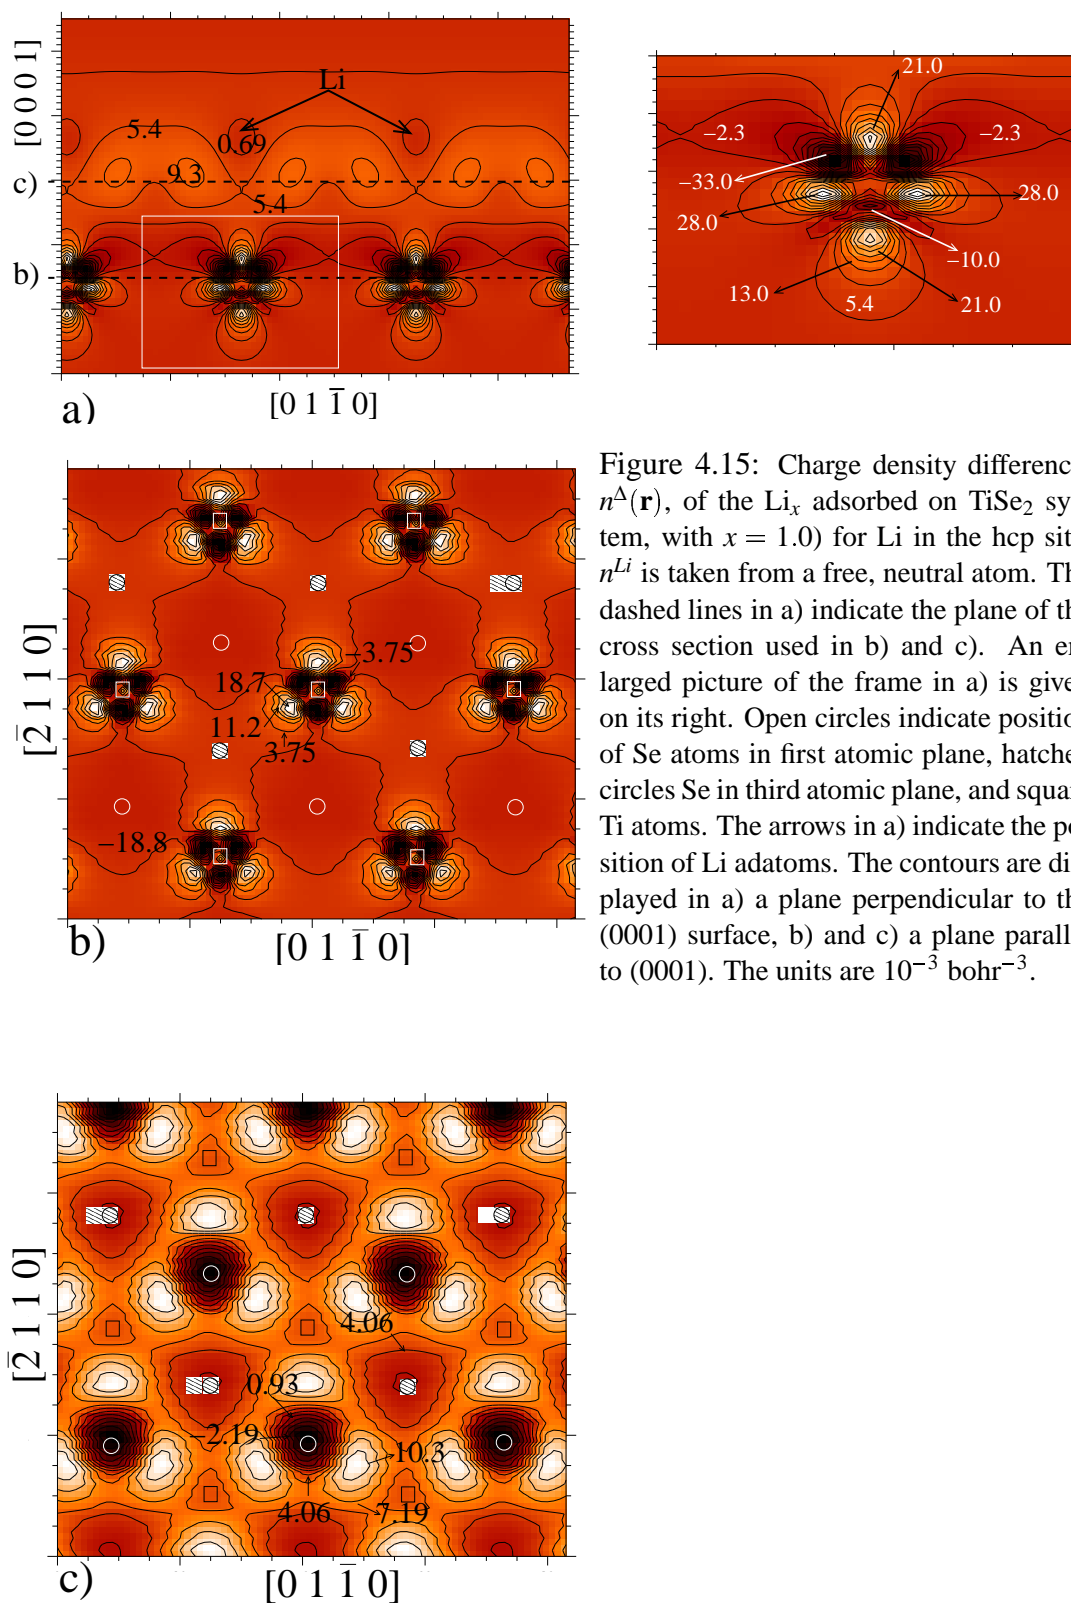 [0 0 0 1]
Li
5.4
0.69
9.3
c)
5.4
b)
[0 1 1̅ 0]
a)
21.0
−2.3
−2.3
−33.0
28.0
28.0
−10.0
13.0
5.4
21.0
[2̅ 1 1 0]
−3.75
18.7
11.2
3.75
−18.8
b)
[0 1 1̅ 0]
Figure 4.15: Charge density differenc
n^Δ(r), of the Li_x adsorbed on TiSe₂ sy
tem, with x = 1.0) for Li in the hcp sit
n^Li is taken from a free, neutral atom. Th
dashed lines in a) indicate the plane of th
cross section used in b) and c). An en
larged picture of the frame in a) is give
on its right. Open circles indicate position
of Se atoms in first atomic plane, hatche
circles Se in third atomic plane, and squar
Ti atoms. The arrows in a) indicate the po
sition of Li adatoms. The contours are dis
played in a) a plane perpendicular to th
(0001) surface, b) and c) a plane parall
to (0001). The units are 10⁻³ bohr⁻³.
[2̅ 1 1 0]
4.06
0.93
−2.19
10.3
4.06
7.19
c)
[0 1 1̅ 0]